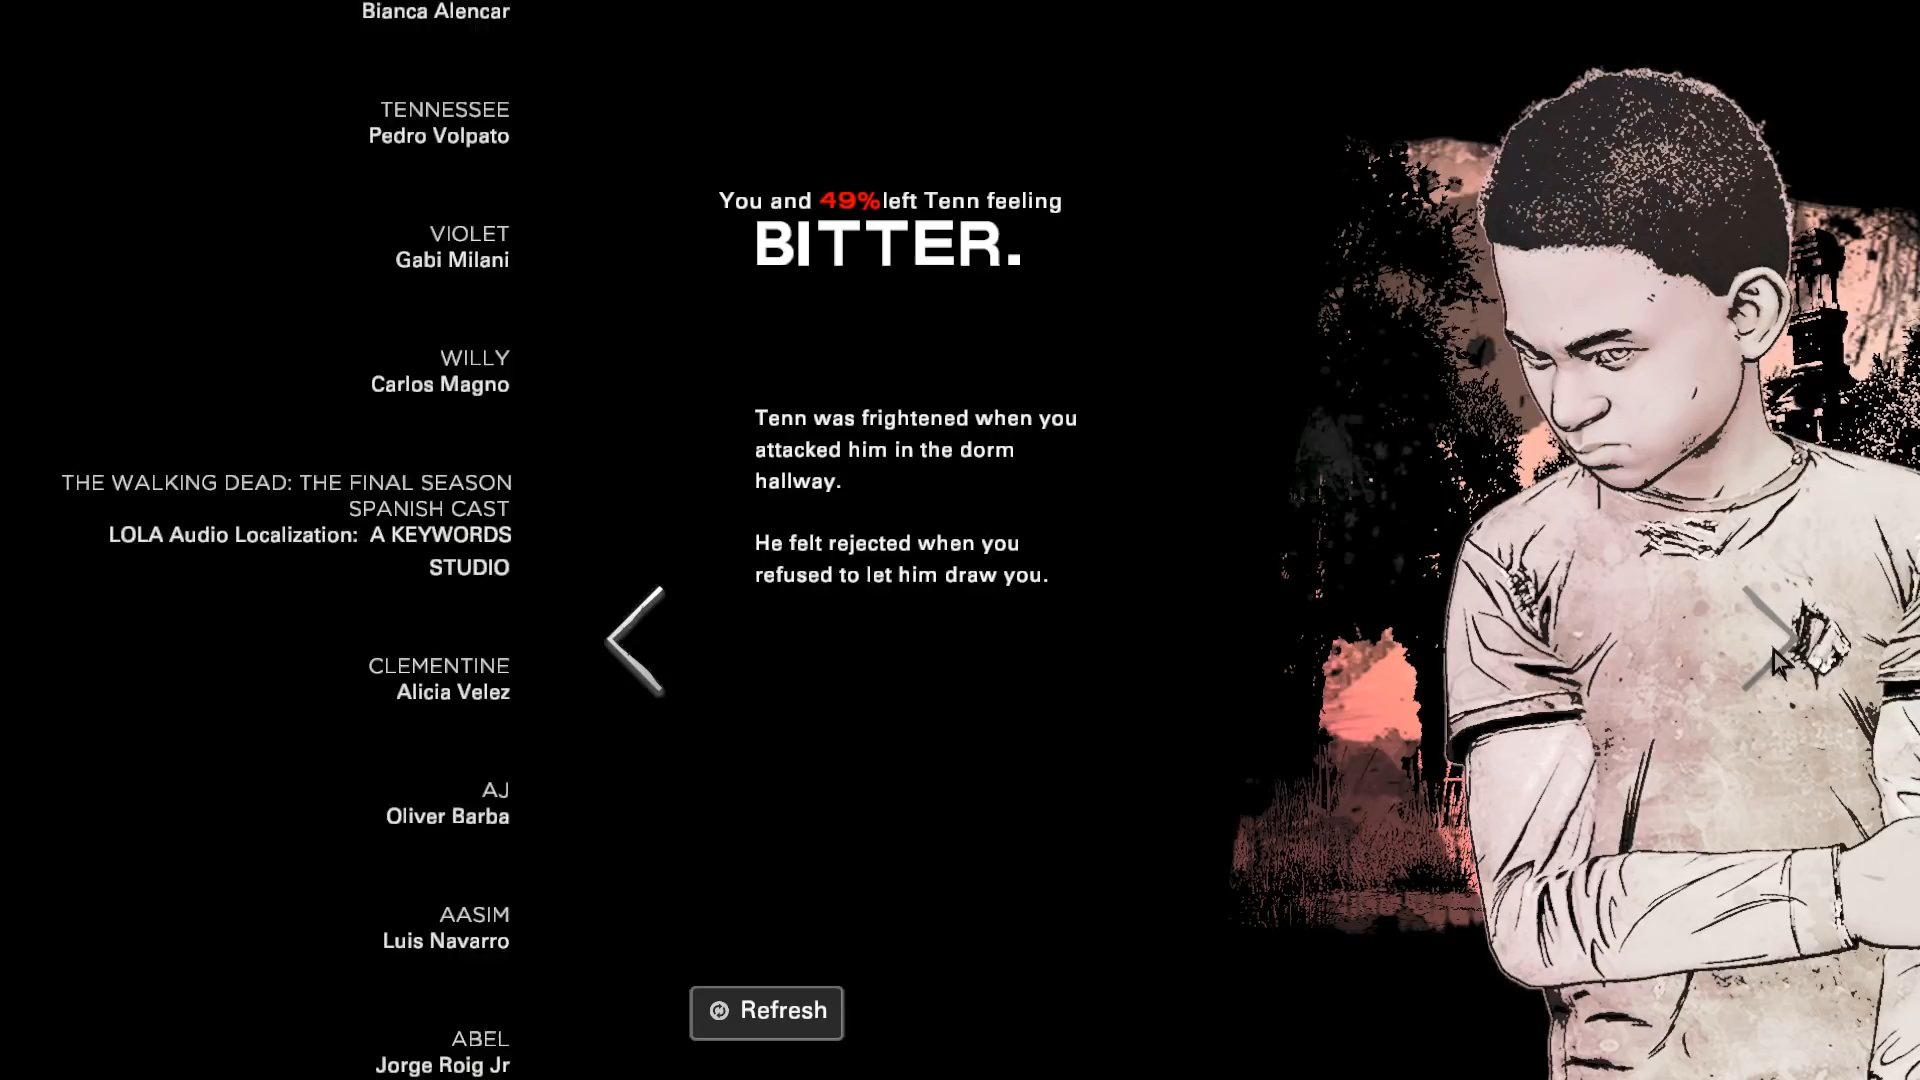 Bianca Alencar
TENNESSEE
Pedro Volpato
VIOLET
Gabi Milani
WILLY
Carlos Magno
THE WALKING DEAD: THE FINAL SEASON
SPANISH CAST
LOLA Audio Localization: A KEYWORDS
STUDIO
CLEMENTINE
Alicia Velez
AJ
Oliver Barba
AASIM
Luis Navarro
ABEL
Jorge Roig Jr
You and 49%left Tenn feeling
BITTER.
Tenn was frightened when you
attacked him in the dorm
hallway.
He felt rejected when you
refused to let him draw you.
Refresh